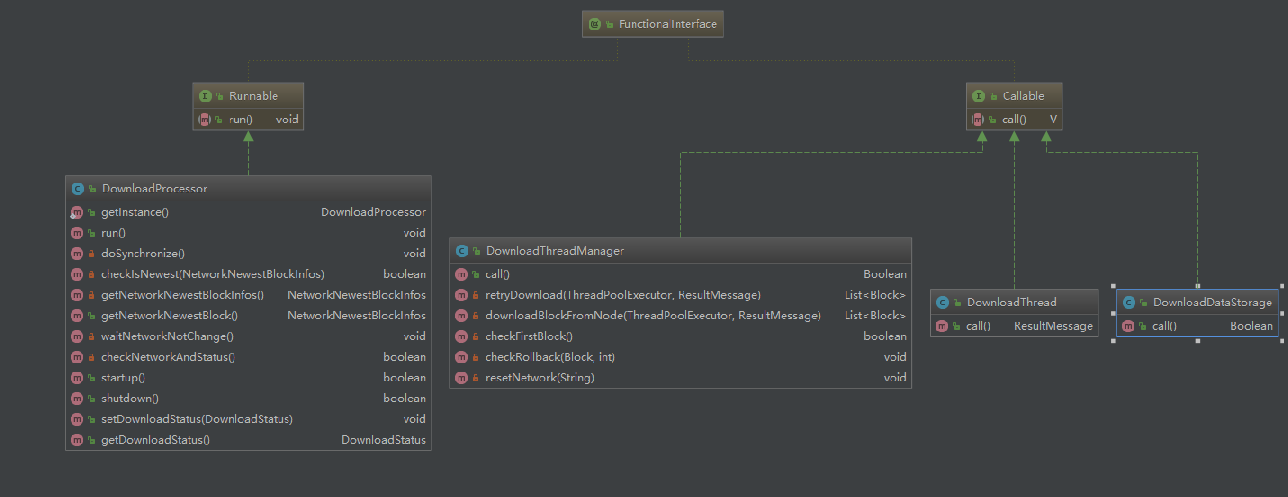 FunctionalInterface
Runnable
run() void
Callable
call() V
DownloadProcessor
getInstance() DownloadProcessor
run() void
doSynchronize() void
checkIsNewest(NetworkNewestBlockInfos) boolean
getNetworkNewestBlockInfos() NetworkNewestBlockInfos
getNetworkNewestBlock() NetworkNewestBlockInfos
waitNetworkNotChange() void
checkNetworkAndStatus() boolean
startup() boolean
shutdown() boolean
setDownloadStatus(DownloadStatus) void
getDownloadStatus() DownloadStatus
DownloadThreadManager
call() Boolean
retryDownload(ThreadPoolExecutor, ResultMessage) List<Block>
downloadBlockFromNode(ThreadPoolExecutor, ResultMessage) List<Block>
checkFirstBlock() boolean
checkRollback(Block, int) void
resetNetwork(String) void
DownloadThread
call() ResultMessage
DownloadDataStorage
call() Boolean